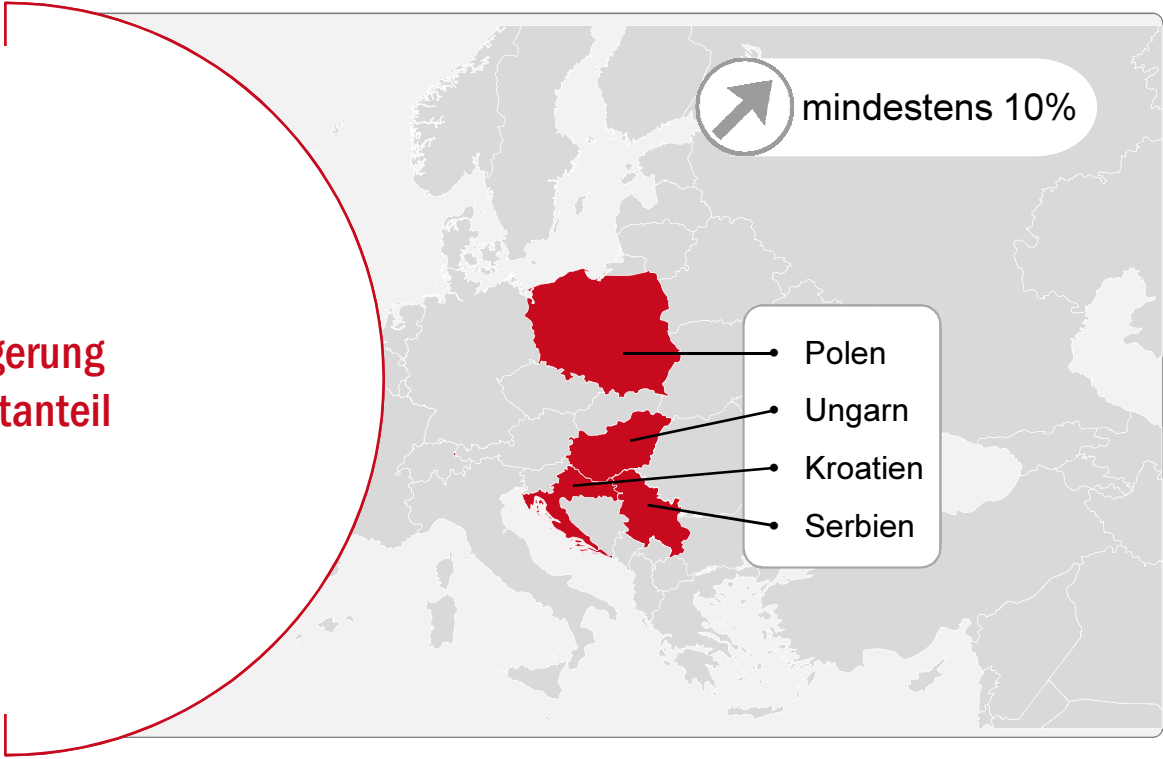 gerung
tanteil
mindestens 10%
Polen
Ungarn
Kroatien
Serbien